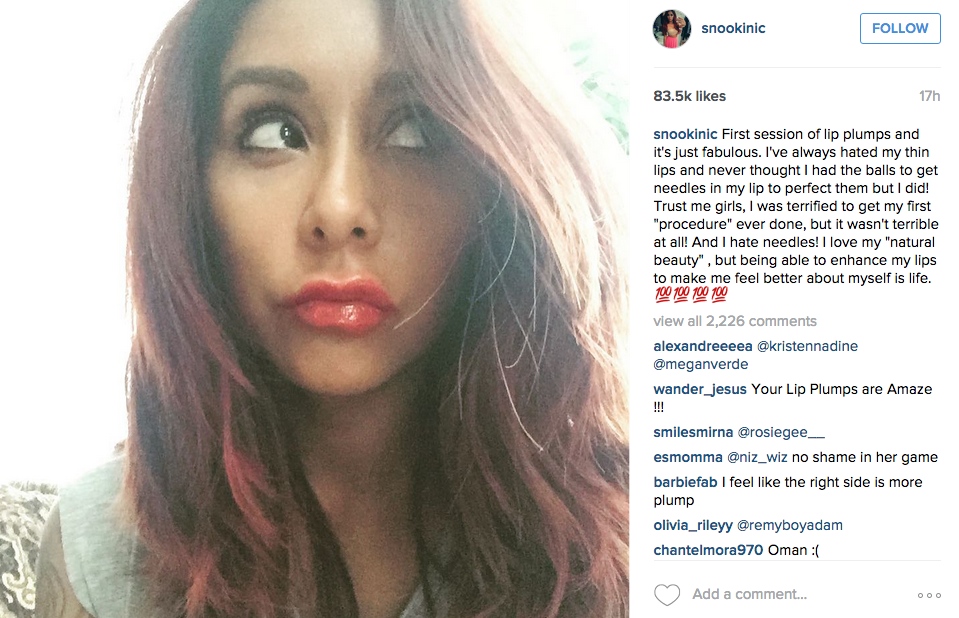 snookinic
FOLLOW
83.5k likes
17h
snookinic First session of lip plumps and
it's just fabulous. I've always hated my thin
lips and never thought I had the balls to get
needles in my lip to perfect them but I did!
Trust me girls, I was terrified to get my first
"procedure" ever done, but it wasn't terrible
at all! And I hate needles! I love my "natural
beauty" , but being able to enhance my lips
to make me feel better about myself is life.
💯💯💯💯
view all 2,226 comments
alexandreeeea @kristennadine
@meganverde
wander_jesus Your Lip Plumps are Amaze
!!!
smilesmirna @rosiegee__
esmomma @niz_wiz no shame in her game
barbiefab I feel like the right side is more
plump
olivia_rileyy @remyboyadam
chantelmora970 Oman :(
Add a comment...